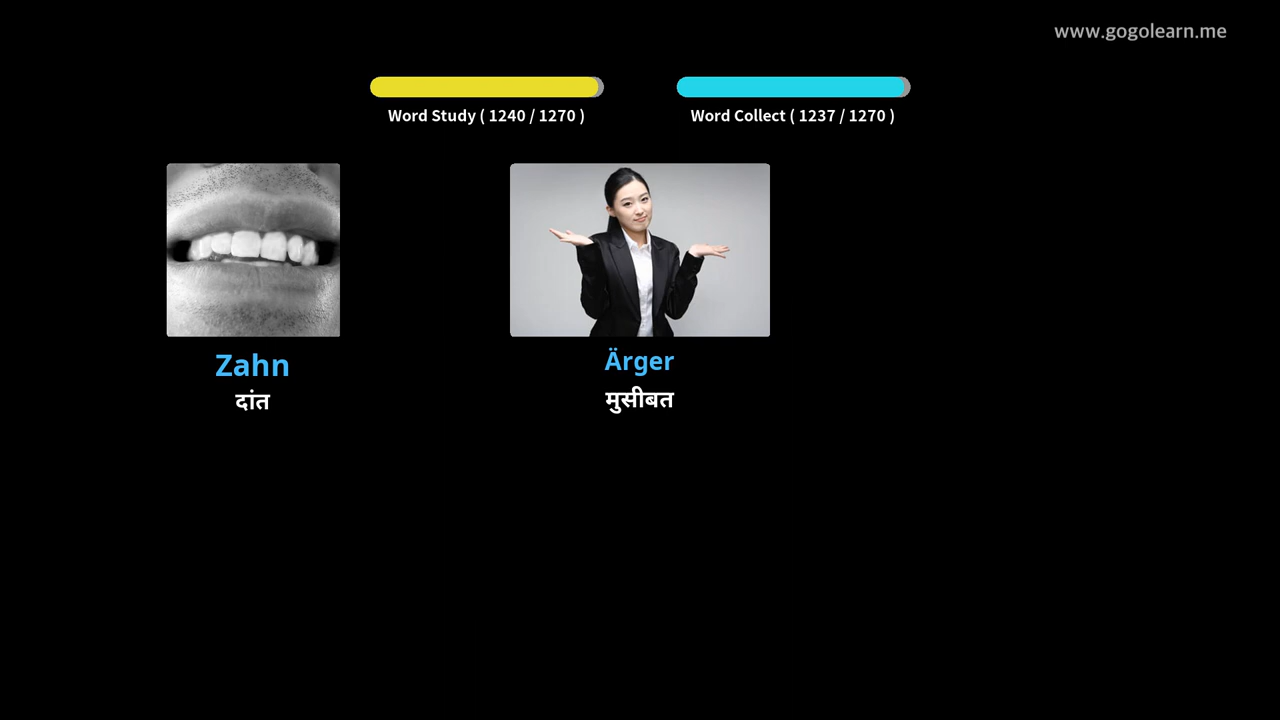 www.gogolearn.me
Word Study ( 1240 / 1270 )
Word Collect ( 1237 / 1270 )
Zahn
दांत
Ärger
मुसीबत